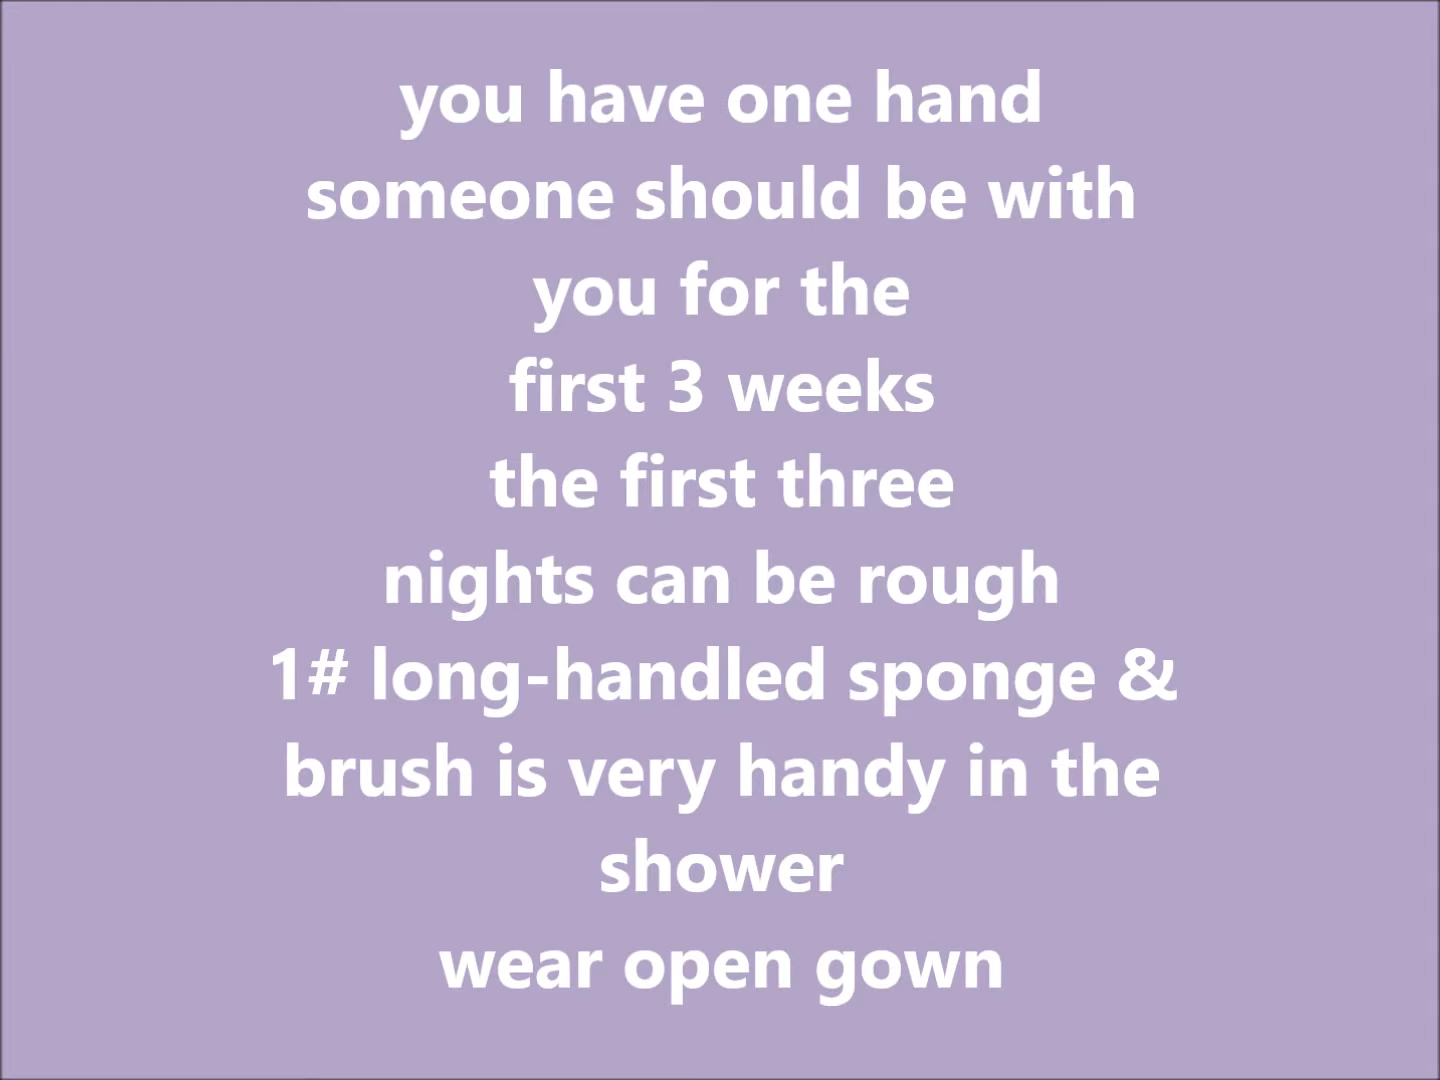 you have one hand
someone should be with
you for the
first 3 weeks
the first three
nights can be rough
1# long-handled sponge &
brush is very handy in the
shower
wear open gown